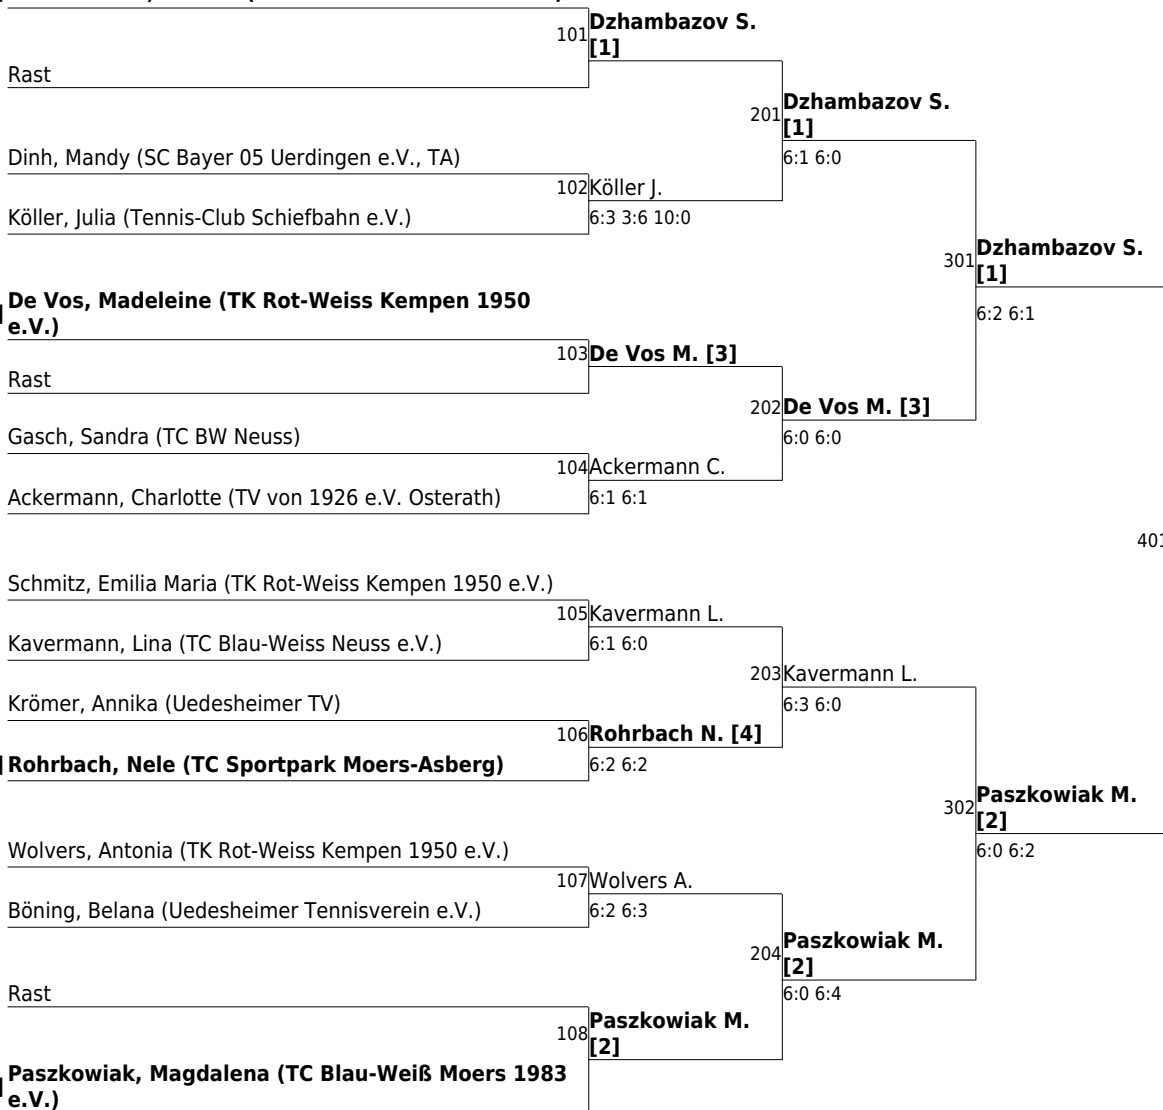 101
Dzhambazov S.
[1]
Rast
201
Dzhambazov S.
[1]
6:1 6:0
Dinh, Mandy (SC Bayer 05 Uerdingen e.V., TA)
102
Köller J.
Köller, Julia (Tennis-Club Schiefbahn e.V.)
6:3 3:6 10:0
301
Dzhambazov S.
[1]
6:2 6:1
De Vos, Madeleine (TK Rot-Weiss Kempen 1950
e.V.)
103
De Vos M. [3]
Rast
202
De Vos M. [3]
6:0 6:0
Gasch, Sandra (TC BW Neuss)
104
Ackermann C.
Ackermann, Charlotte (TV von 1926 e.V. Osterath)
6:1 6:1
401
Schmitz, Emilia Maria (TK Rot-Weiss Kempen 1950 e.V.)
105
Kavermann L.
Kavermann, Lina (TC Blau-Weiss Neuss e.V.)
6:1 6:0
203
Kavermann L.
6:3 6:0
Krömer, Annika (Uedesheimer TV)
106
Rohrbach N. [4]
Rohrbach, Nele (TC Sportpark Moers-Asberg)
6:2 6:2
302
Paszkowiak M.
[2]
6:0 6:2
Wolvers, Antonia (TK Rot-Weiss Kempen 1950 e.V.)
107
Wolvers A.
Böning, Belana (Uedesheimer Tennisverein e.V.)
6:2 6:3
204
Paszkowiak M.
[2]
6:0 6:4
Rast
108
Paszkowiak M.
[2]
Paszkowiak, Magdalena (TC Blau-Weiß Moers 1983
e.V.)